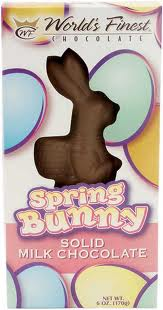 WF
World's Finest
CHOCOLATE
Spring
Bunny
SOLID
MILK CHOCOLATE
NET WT.
6 OZ. (170g)